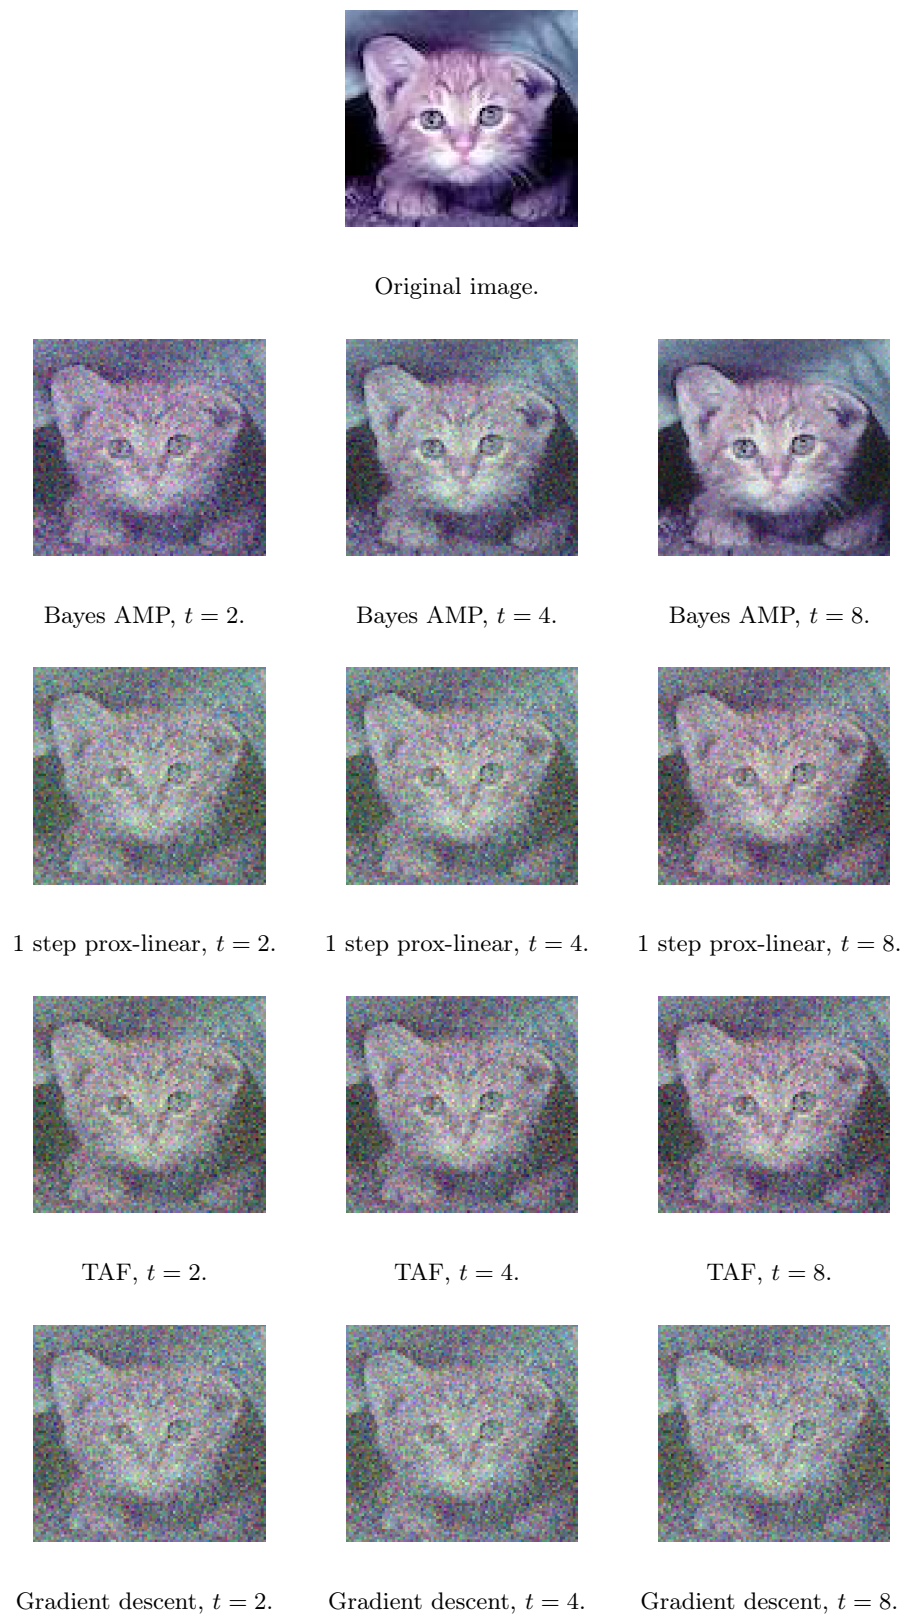 Original image.
Bayes AMP, t = 2.
Bayes AMP, t = 4.
Bayes AMP, t = 8.
1 step prox-linear, t = 2.
1 step prox-linear, t = 4.
1 step prox-linear, t = 8.
TAF, t = 2.
TAF, t = 4.
TAF, t = 8.
Gradient descent, t = 2.
Gradient descent, t = 4.
Gradient descent, t = 8.